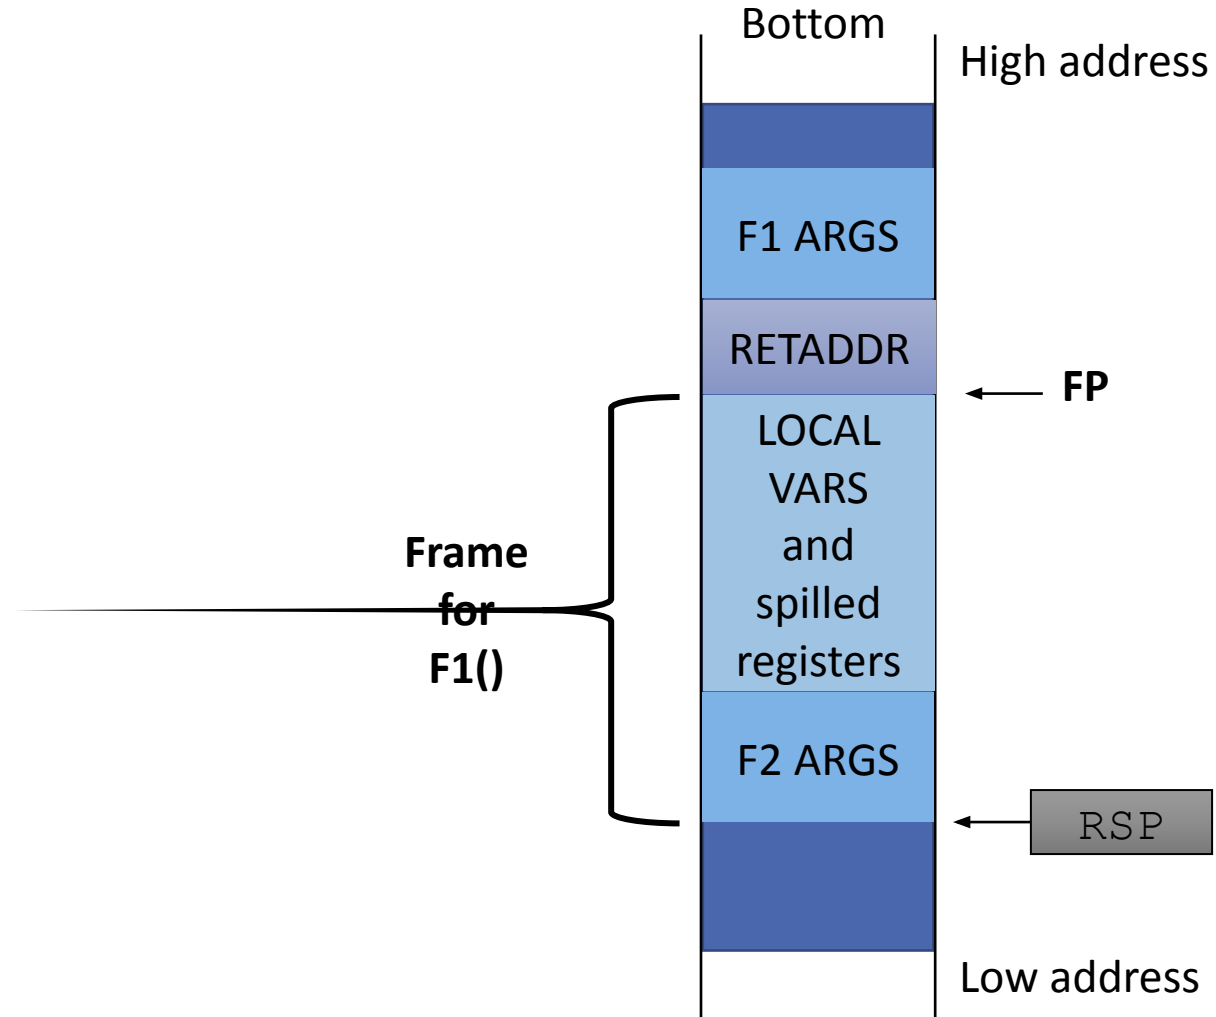 Bottom
High address
F1 ARGS
RETADDR
FP
LOCAL
VARS
and
spilled
registers
Frame
for
F1()
F2 ARGS
RSP
Low address